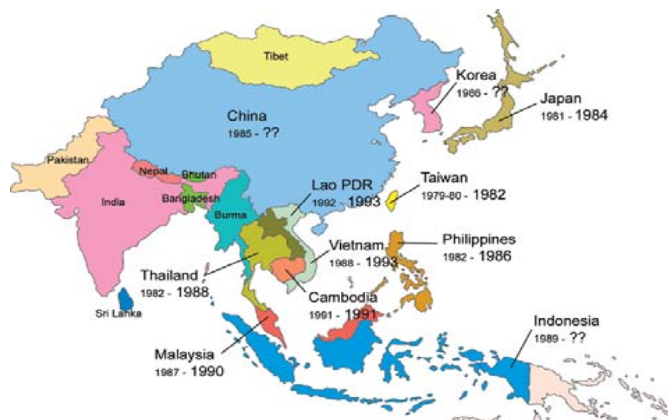 Tibet
Korea
1986 - ??
Japan
1981 - 1984
China
1985 - ??
Pakistan
Nepal
Bhutan
Lao PDR
1992 - 1993
Taiwan
1979-80 - 1982
India
Bangladesh
Burma
Vietnam
1988 - 1993
Philippines
1982 - 1986
Thailand
1982 - 1988
Cambodia
1991 - 1991
Sri Lanka
Indonesia
1989 - ??
Malaysia
1987 - 1990